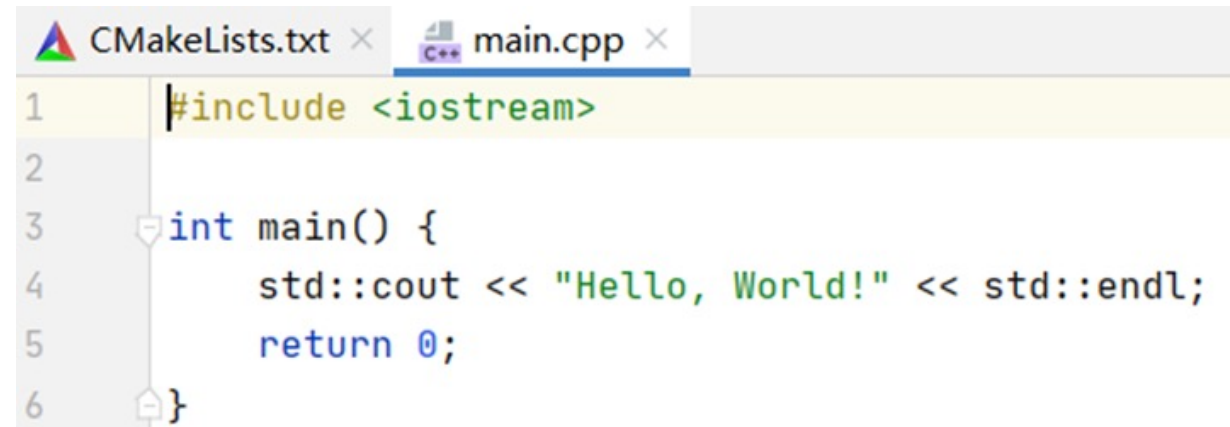 CMakeLists.txt × C++ main.cpp ×
1 #include <iostream>
2
3 int main() {
4     std::cout << "Hello, World!" << std::endl;
5     return 0;
6 }